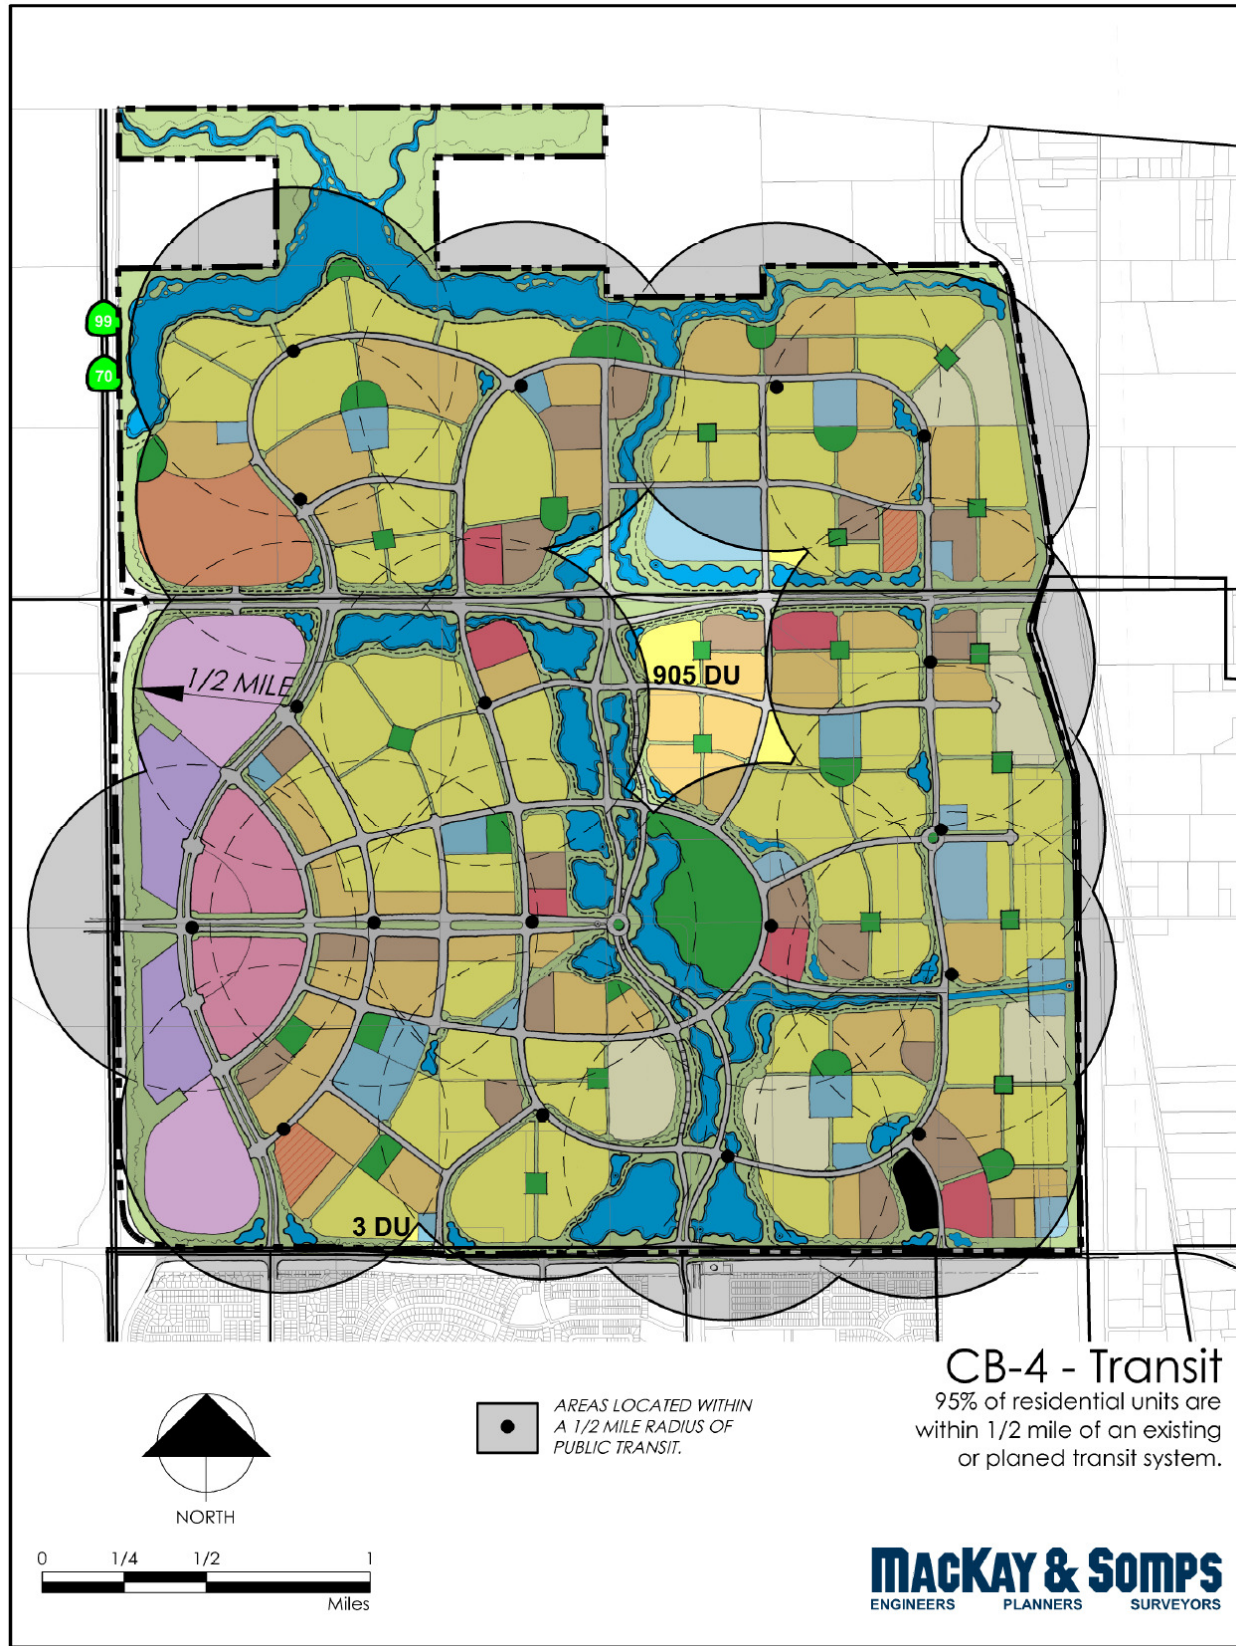 99
70
1/2 MILE
905 DU
3 DU
CB-4 - Transit
95% of residential units are
within 1/2 mile of an existing
or planed transit system.
AREAS LOCATED WITHIN
A 1/2 MILE RADIUS OF
PUBLIC TRANSIT.
NORTH
0 1/4 1/2 1
Miles
MACKAY & SOMPS
ENGINEERS PLANNERS SURVEYORS